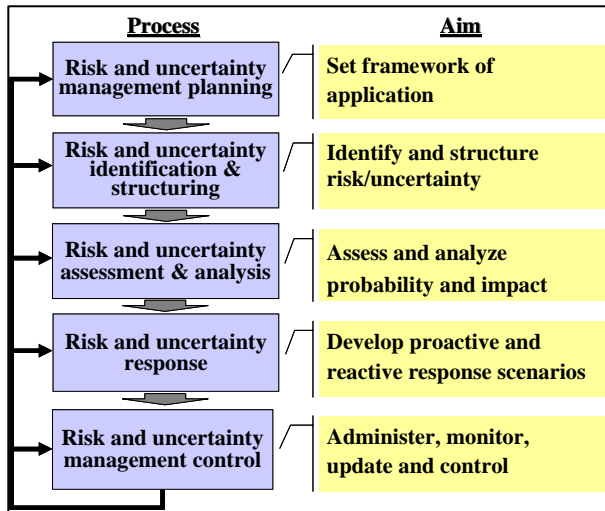 Process
Aim
Risk and uncertainty
management planning
Set framework of
application
Risk and uncertainty
identification &
structuring
Identify and structure
risk/uncertainty
Risk and uncertainty
assessment & analysis
Assess and analyze
probability and impact
Risk and uncertainty
response
Develop proactive and
reactive response scenarios
Risk and uncertainty
management control
Administer, monitor,
update and control